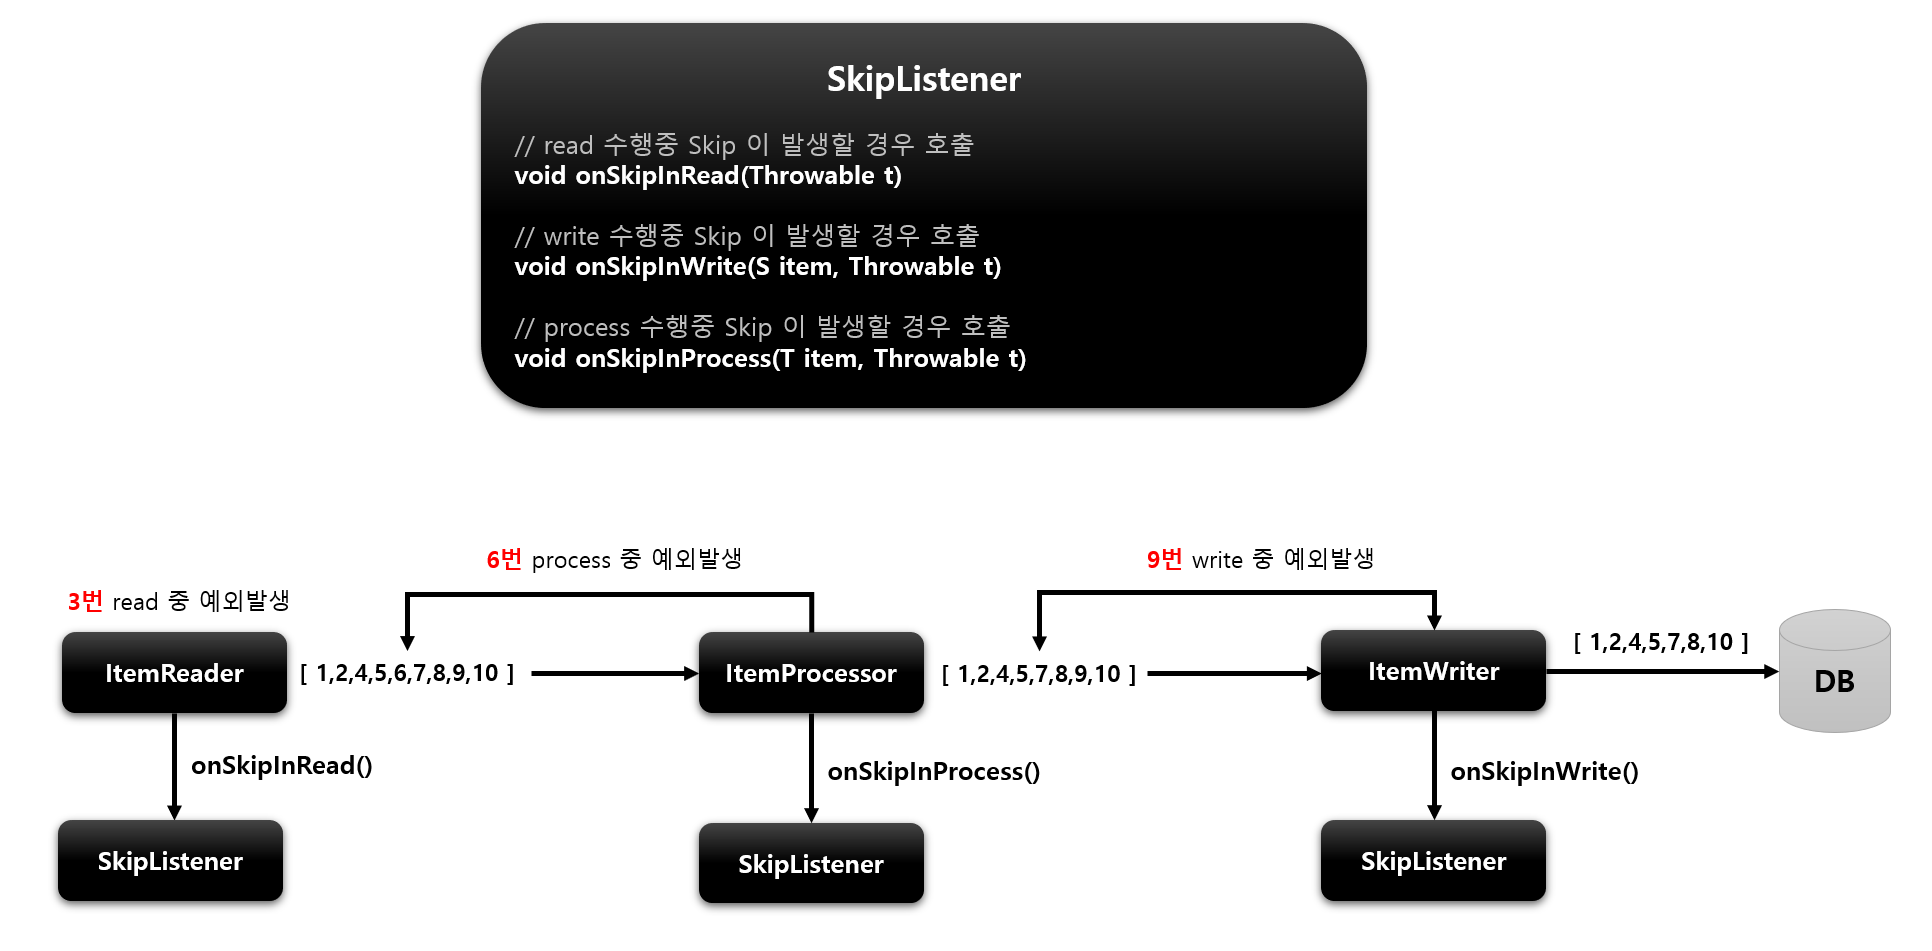 SkipListener
// read 수행중 Skip 이 발생할 경우 호출
void onSkipInRead(Throwable t)
// write 수행중 Skip 이 발생할 경우 호출
void onSkipInWrite(S item, Throwable t)
// process 수행중 Skip 이 발생할 경우 호출
void onSkipInProcess(T item, Throwable t)
3번 read 중 예외발생
6번 process 중 예외발생
9번 write 중 예외발생
ItemReader
[ 1,2,4,5,6,7,8,9,10 ]
ItemProcessor
[ 1,2,4,5,7,8,9,10 ]
ItemWriter
[ 1,2,4,5,7,8,10 ]
DB
onSkipInRead()
onSkipInProcess()
onSkipInWrite()
SkipListener
SkipListener
SkipListener